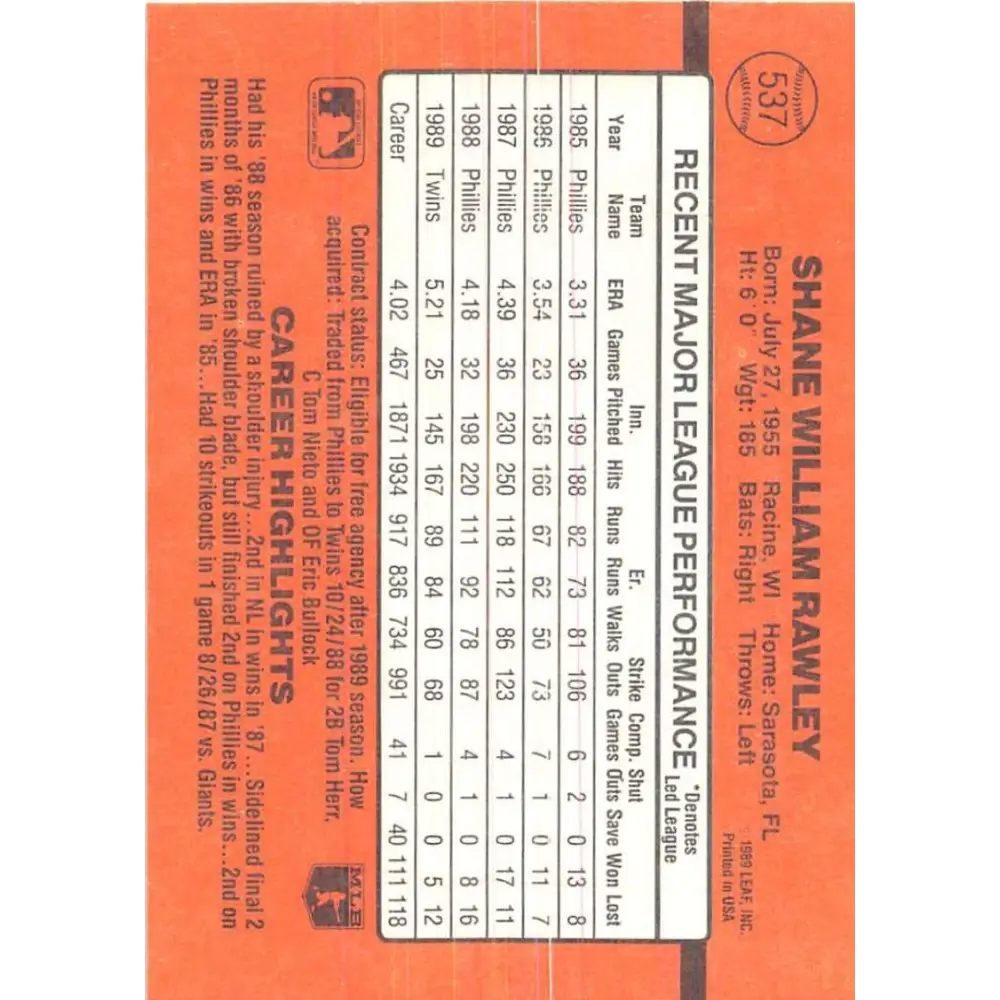 537
SHANE WILLIAM RAWLEY
Born: July 27, 1955 Racine, WI Home: Sarasota, FL
Ht: 6'0" Wgt: 185 Bats: Right Throws: Left
© 1989 LEAF, INC.
Printed in USA
RECENT MAJOR LEAGUE PERFORMANCE
*Denotes
Led League
Team Inn. Er. Strike Comp. Shut
Year Name ERA Games Pitched Hits Runs Runs Walks Outs Games Outs Save Won Lost
1985 Phillies 3.31 36 199 188 82 73 81 106 6 2 0 13 8
1986 Phillies 3.54 23 158 166 67 62 50 73 7 1 0 11 7
1987 Phillies 4.39 36 230 250 118 112 86 123 4 1 0 17 11
1988 Phillies 4.18 32 198 220 111 92 78 87 4 1 0 8 16
1989 Twins 5.21 25 145 167 89 84 60 68 1 0 0 5 12
Career 4.02 467 1871 1934 917 836 734 991 41 7 40 111 118
Contract status: Eligible for free agency after 1989 season. How
acquired: Traded from Phillies to Twins 10/24/88 for 2B Tom Herr,
C Tom Nieto and OF Eric Bullock
MLB
CAREER HIGHLIGHTS
Had his '88 season ruined by a shoulder injury...2nd in NL in wins in '87...Sidelined final 2
months of '86 with broken shoulder blade, but still finished 2nd on Phillies in wins...2nd on
Phillies in wins and ERA in '85...Had 10 strikeouts in 1 game 8/26/87 vs. Giants.